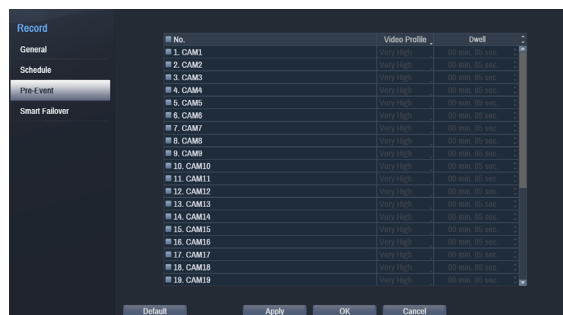 Record
General
Schedule
Pre-Event
Smart Failover
No. Video Profile Dwell
1. CAM1 Very High 00 min. 05 sec.
2. CAM2 Very High 00 min. 05 sec.
3. CAM3 Very High 00 min. 05 sec.
4. CAM4 Very High 00 min. 05 sec.
5. CAM5 Very High 00 min. 05 sec.
6. CAM6 Very High 00 min. 05 sec.
7. CAM7 Very High 00 min. 05 sec.
8. CAM8 Very High 00 min. 05 sec.
9. CAM9 Very High 00 min. 05 sec.
10. CAM10 Very High 00 min. 05 sec.
11. CAM11 Very High 00 min. 05 sec.
12. CAM12 Very High 00 min. 05 sec.
13. CAM13 Very High 00 min. 05 sec.
14. CAM14 Very High 00 min. 05 sec.
15. CAM15 Very High 00 min. 05 sec.
16. CAM16 Very High 00 min. 05 sec.
17. CAM17 Very High 00 min. 05 sec.
18. CAM18 Very High 00 min. 05 sec.
19. CAM19 Very High 00 min. 05 sec.
Default Apply OK Cancel